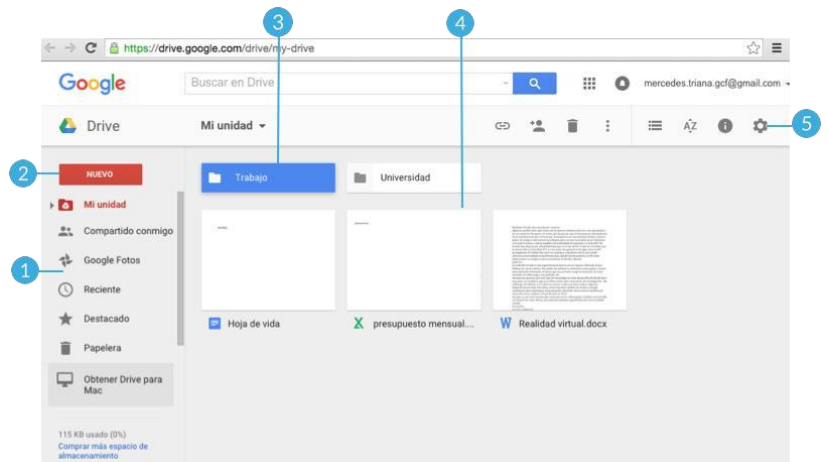 3
4
https://drive.google.com/drive/my-drive
Google
Buscar en Drive
mercedes.triana.gcf@gmail.com
Drive
Mi unidad
AZ
5
2
NUEVO
Trabajo
Universidad
Mi unidad
Compartido conmigo
1
Google Fotos
Reciente
Destacado
Papelera
Hoja de vida
presupuesto mensual....
W Realidad virtual.docx
Obtener Drive para
Mac
115 KB usado (0%)
Comprar más espacio de
almacenamiento